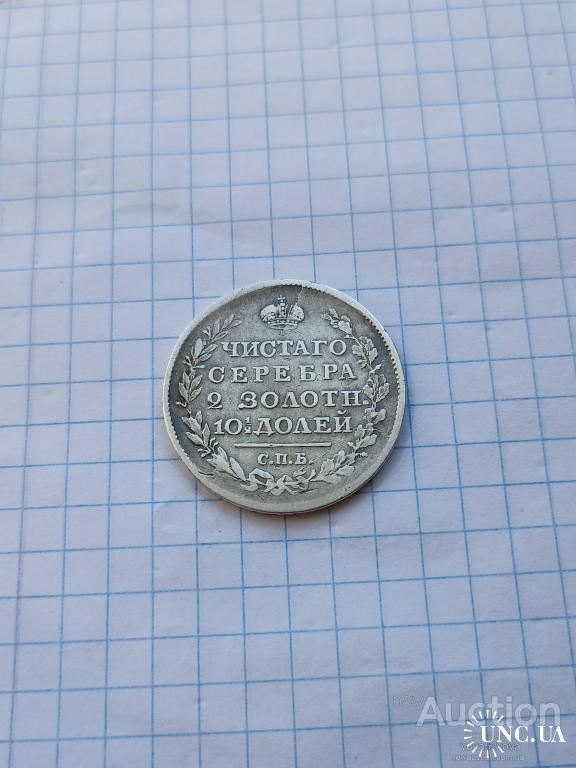 ЧИСТАГО
СЕРЕБРА
2 ЗОЛОТН.
10½ ДОЛЕЙ
С.П.Б.
Auction
UNC.UA